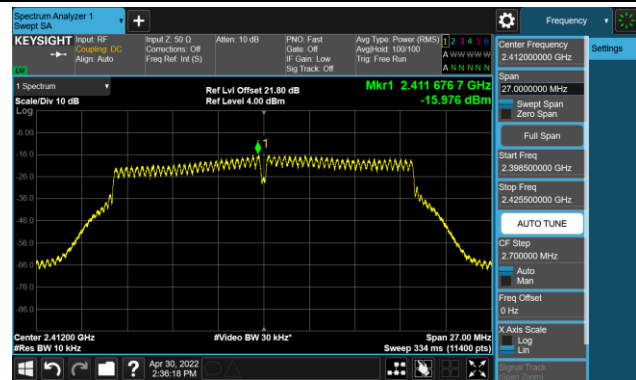 Spectrum Analyzer 1
Swept SA
+
Frequency
KEYSIGHT
Input: RF
Coupling: DC
Align: Auto
Input Z: 50 Ω
Corrections: Off
Freq Ref: Int (S)
Atten: 10 dB
PNO: Fast
Gate: Off
IF Gain: Low
Sig Track: Off
Avg Type: Power (RMS)
Avg|Hold: 100/100
Trig: Free Run
1 2 3 4 5 6
A W W W W W
A N N N N N
LW
1 Spectrum
Scale/Div 10 dB
Log
Ref Lvl Offset 21.80 dB
Ref Level 4.00 dBm
Mkr1 2.411 676 7 GHz
-15.976 dBm
-6.00
-16.0
-26.0
-36.0
-46.0
-56.0
-66.0
-76.0
-86.0
1
Center 2.41200 GHz
#Res BW 10 kHz
#Video BW 30 kHz*
Span 27.00 MHz
Sweep 334 ms (11400 pts)
Center Frequency
2.412000000 GHz
Span
27.0000000 MHz
Swept Span
Zero Span
Full Span
Start Freq
2.398500000 GHz
Stop Freq
2.425500000 GHz
AUTO TUNE
CF Step
2.700000 MHz
Auto
Man
Freq Offset
0 Hz
X Axis Scale
Log
Lin
Signal Track
(Span Zoom)
Settings
?
Apr 30, 2022
2:36:18 PM